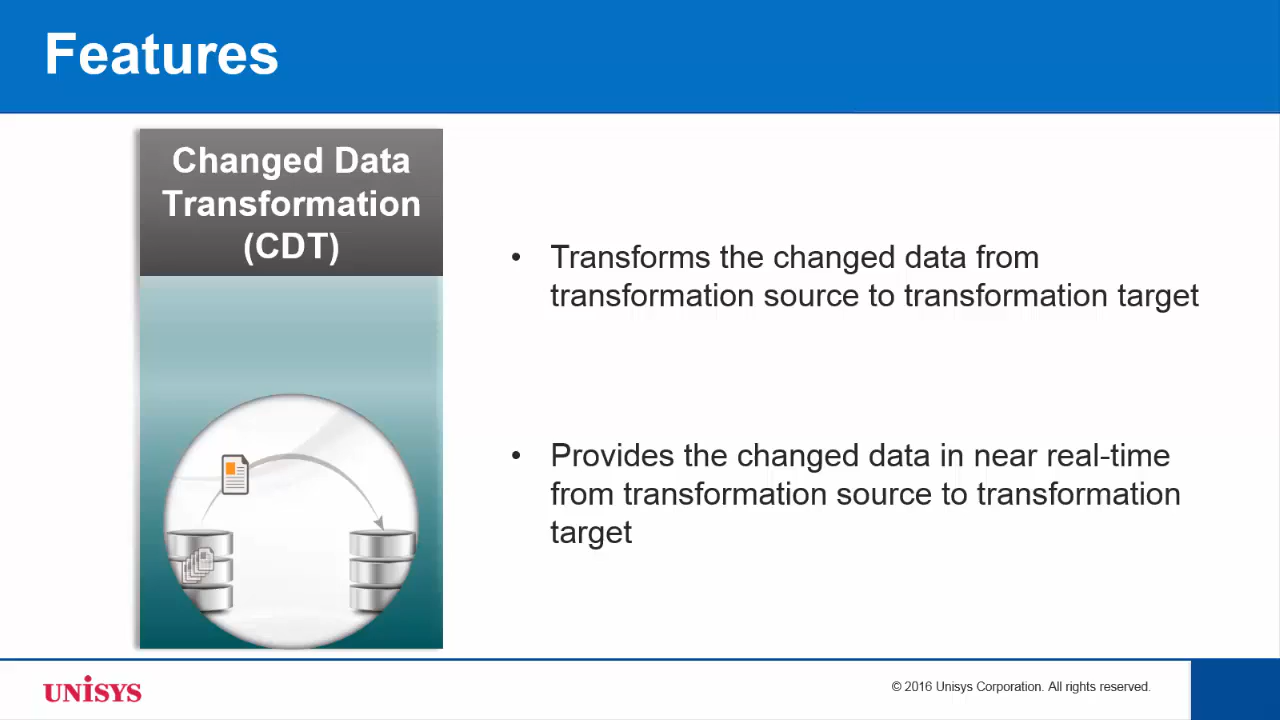 Features
Changed Data
Transformation
(CDT)
• Transforms the changed data from
transformation source to transformation target
• Provides the changed data in near real-time
from transformation source to transformation
target
UNiSYS
© 2016 Unisys Corporation. All rights reserved.